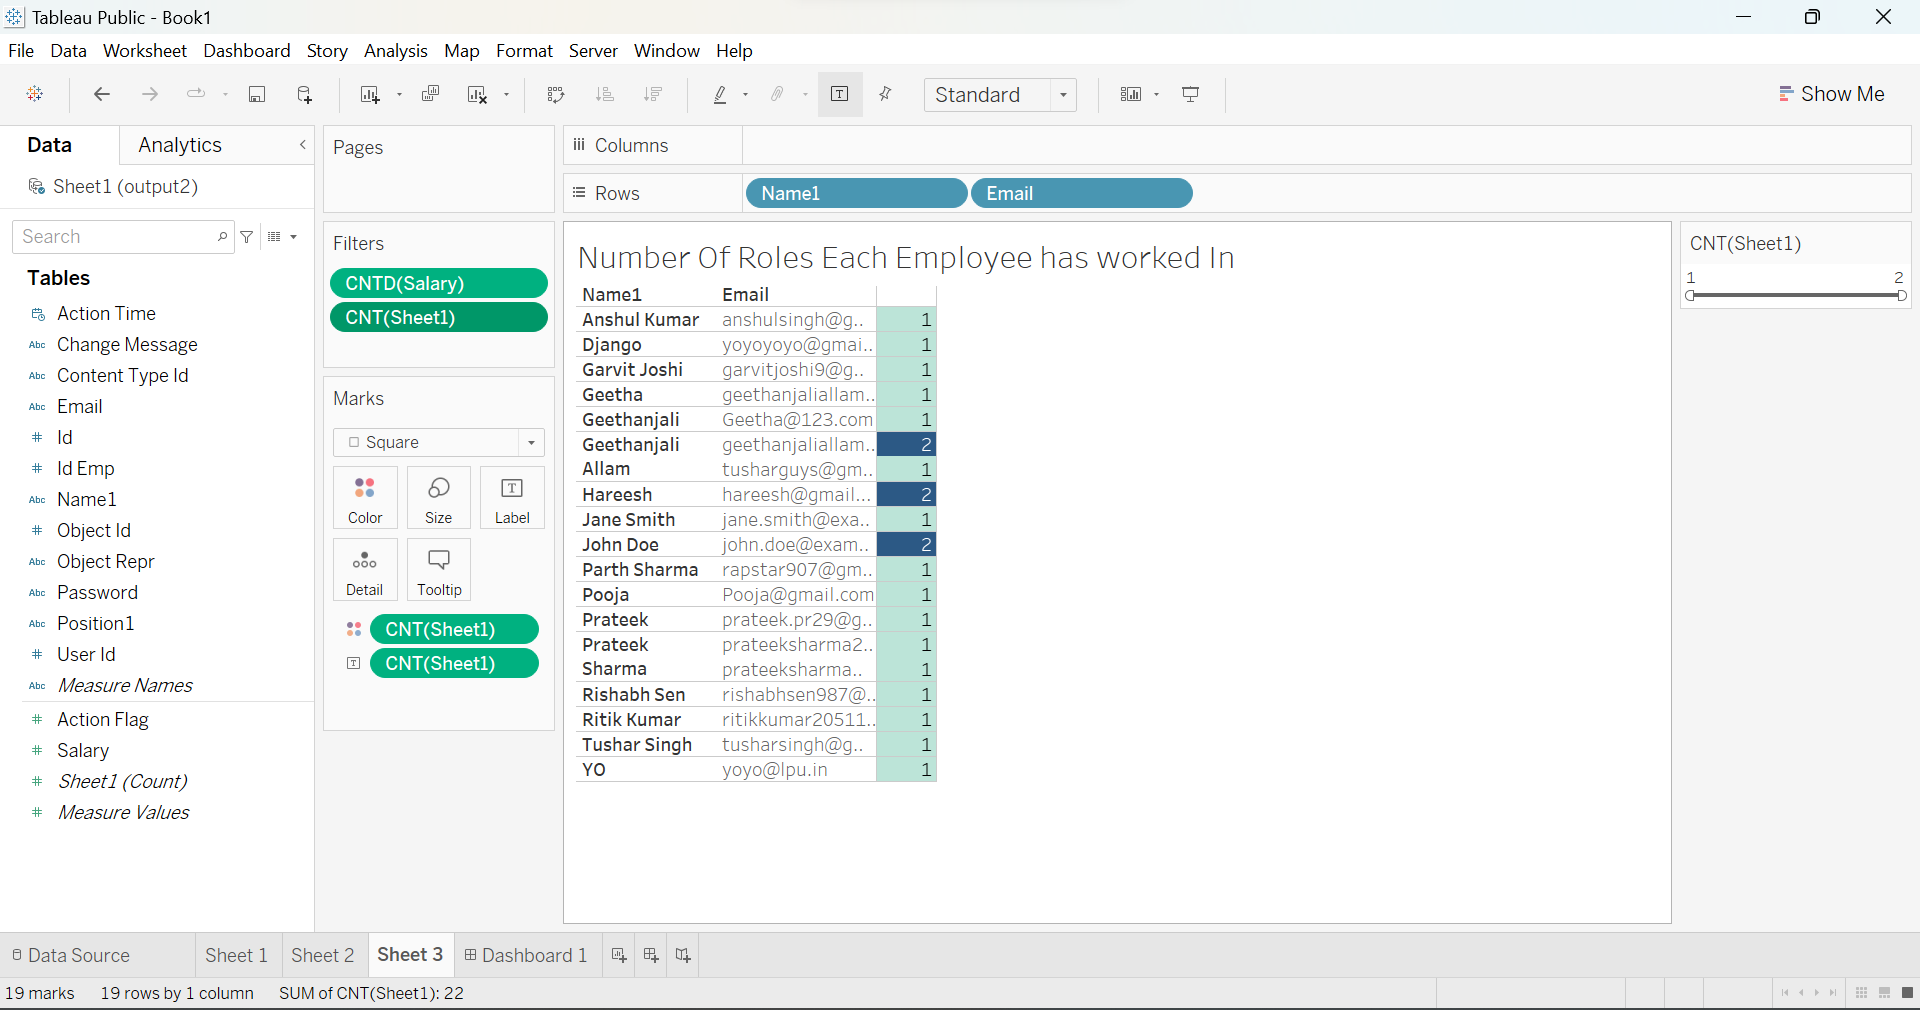 Tableau Public - Book1
File Data Worksheet Dashboard Story Analysis Map Format Server Window Help
Standard
Show Me
Data Analytics
Sheet1 (output2)
Search
Tables
Action Time
Abc Change Message
Abc Content Type Id
Abc Email
# Id
# Id Emp
Abc Name1
# Object Id
Abc Object Repr
Abc Password
Abc Position1
# User Id
Abc Measure Names
# Action Flag
# Salary
# Sheet1 (Count)
# Measure Values
Pages
Filters
CNTD(Salary)
CNT(Sheet1)
Marks
Square
Color Size T Label
Detail Tooltip
CNT(Sheet1)
T CNT(Sheet1)
Columns
Rows Name1 Email
Number Of Roles Each Employee has worked In
Name1 Email
Anshul Kumar anshulsingh@g.. 1
Django yoyoyoyo@gmai.. 1
Garvit Joshi garvitjoshi9@g.. 1
Geetha geethanjaliallam.. 1
Geethanjali Geetha@123.com 1
Geethanjali geethanjaliallam.. 2
Allam tusharguys@gm.. 1
Hareesh hareesh@gmail... 2
Jane Smith jane.smith@exa.. 1
John Doe john.doe@exam.. 2
Parth Sharma rapstar907@gm.. 1
Pooja Pooja@gmail.com 1
Prateek prateek.pr29@g.. 1
Prateek prateeksharma2.. 1
Sharma prateeksharma.. 1
Rishabh Sen rishabhsen987@.. 1
Ritik Kumar ritikkumar20511.. 1
Tushar Singh tusharsingh@g.. 1
YO yoyo@lpu.in 1
CNT(Sheet1)
1 2
Data Source Sheet 1 Sheet 2 Sheet 3 Dashboard 1
19 marks 19 rows by 1 column SUM of CNT(Sheet1): 22